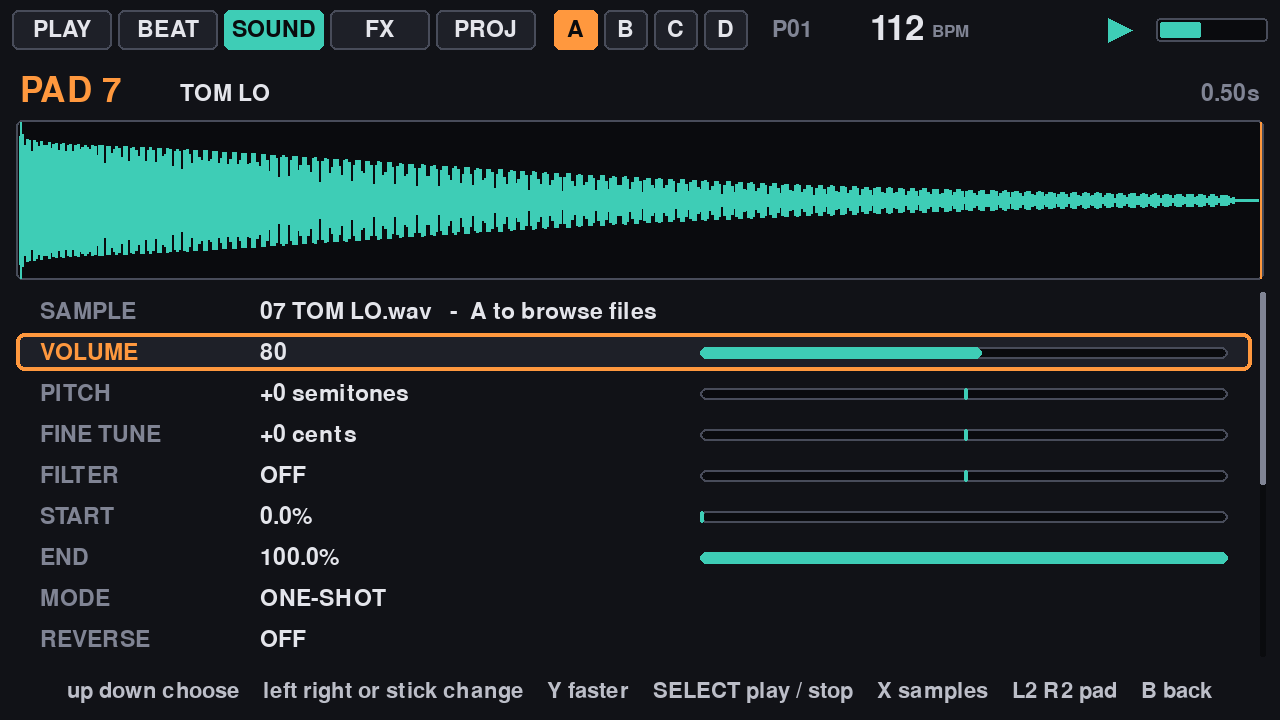 PLAY BEAT SOUND FX PROJ A B C D P01 112 BPM
PAD 7 TOM LO 0.50s
SAMPLE 07 TOM LO.wav - A to browse files
VOLUME 80
PITCH +0 semitones
FINE TUNE +0 cents
FILTER OFF
START 0.0%
END 100.0%
MODE ONE-SHOT
REVERSE OFF
up down choose left right or stick change Y faster SELECT play / stop X samples L2 R2 pad B back